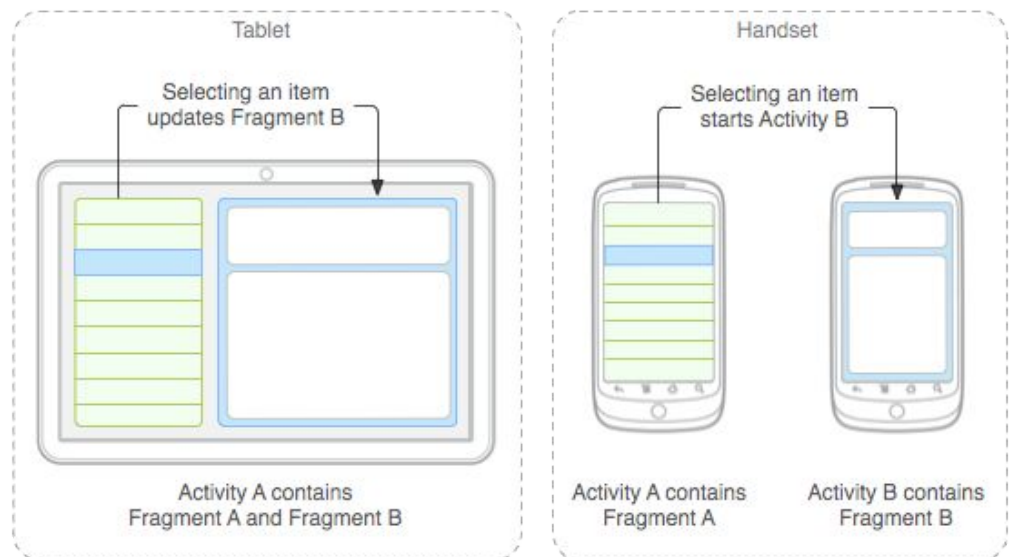 Tablet
Selecting an item
updates Fragment B
Activity A contains
Fragment A and Fragment B
Handset
Selecting an item
starts Activity B
Activity A contains
Fragment A
Activity B contains
Fragment B